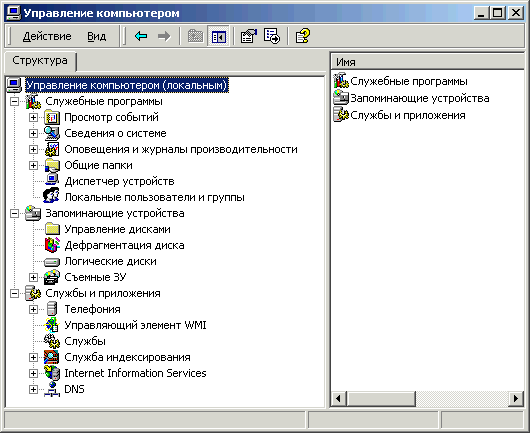 Управление компьютером
Действие Вид
Структура
Управление компьютером (локальным)
Служебные программы
Просмотр событий
Сведения о системе
Оповещения и журналы производительности
Общие папки
Диспетчер устройств
Локальные пользователи и группы
Запоминающие устройства
Управление дисками
Дефрагментация диска
Логические диски
Съемные ЗУ
Службы и приложения
Телефония
Управляющий элемент WMI
Службы
Служба индексирования
Internet Information Services
DNS
Имя
Служебные программы
Запоминающие устройства
Службы и приложения